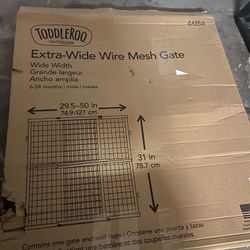 TODDLEROO
4615A
Extra-Wide Wire Mesh Gate
Wide Width
Grande largeur
Ancho amplia
6-24 months | mois | meses
29.5–50 in
74.9-127 cm
31 in
78.7 cm
Contains one gate and wall cups | Contiene una puerta y tazas